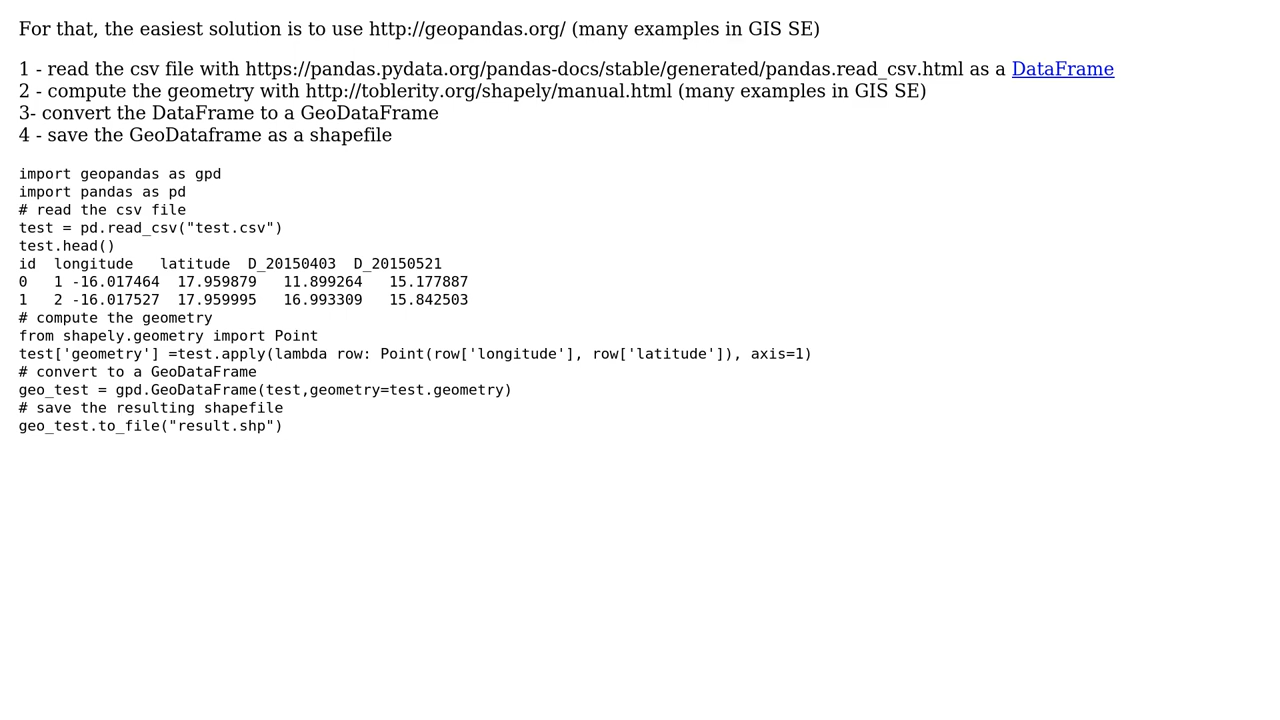 For that, the easiest solution is to use http://geopandas.org/ (many examples in GIS SE)
1 - read the csv file with https://pandas.pydata.org/pandas-docs/stable/generated/pandas.read_csv.html as a DataFrame
2 - compute the geometry with http://toblerity.org/shapely/manual.html (many examples in GIS SE)
3- convert the DataFrame to a GeoDataFrame
4 - save the GeoDataframe as a shapefile
import geopandas as gpd
import pandas as pd
# read the csv file
test = pd.read_csv("test.csv")
test.head()
id  longitude   latitude  D_20150403  D_20150521
0   1 -16.017464  17.959879   11.899264   15.177887
1   2 -16.017527  17.959995   16.993309   15.842503
# compute the geometry
from shapely.geometry import Point
test['geometry'] =test.apply(lambda row: Point(row['longitude'], row['latitude']), axis=1)
# convert to a GeoDataFrame
geo_test = gpd.GeoDataFrame(test,geometry=test.geometry)
# save the resulting shapefile
geo_test.to_file("result.shp")